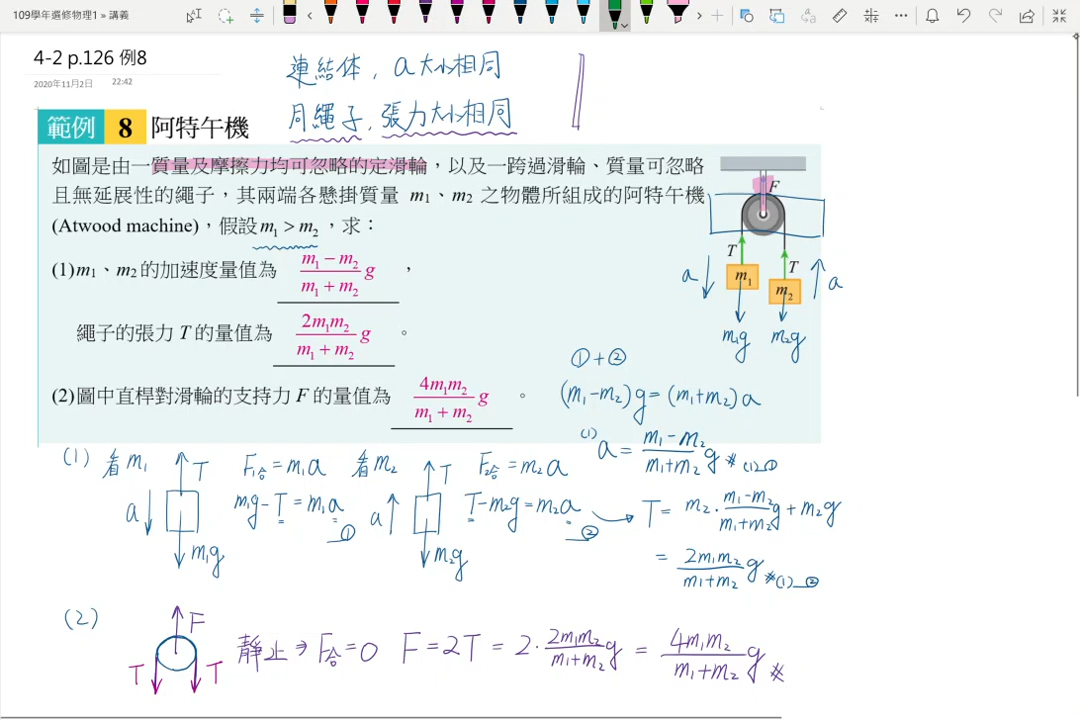 109學年選修物理1 » 講義
4-2 p.126 例8
2020年11月2日 22:42
連結体，a大小相同
同繩子，張力大小相同
範例 8 阿特午機
如圖是由一質量及摩擦力均可忽略的定滑輪，以及一跨過滑輪、質量可忽略
且無延展性的繩子，其兩端各懸掛質量 m₁、m₂ 之物體所組成的阿特午機
(Atwood machine)，假設m₁ > m₂，求：
(1)m₁、m₂的加速度量值為 (m₁−m₂)/(m₁+m₂) g ，
繩子的張力 T 的量值為 2m₁m₂/(m₁+m₂) g 。
(2)圖中直桿對滑輪的支持力 F 的量值為 4m₁m₂/(m₁+m₂) g 。
F
T
T
a
m₁
m₂
a
m₁g
m₂g
①+②
(m₁−m₂)g=(m₁+m₂)a
(1) a = (m₁−m₂)/(m₁+m₂) g ※(1)①
(1) 看m₁
T
a
m₁g
F₁合=m₁a
m₁g−T=m₁a
①
看m₂
T
a
m₂g
F₂合=m₂a
T−m₂g=m₂a
②
T= m₂·(m₁−m₂)/(m₁+m₂) g+m₂g
= 2m₁m₂/(m₁+m₂) g ※(1)②
(2)
F
T
T
靜止⇒F合=0 F=2T = 2·2m₁m₂/(m₁+m₂) g = 4m₁m₂/(m₁+m₂) g ※